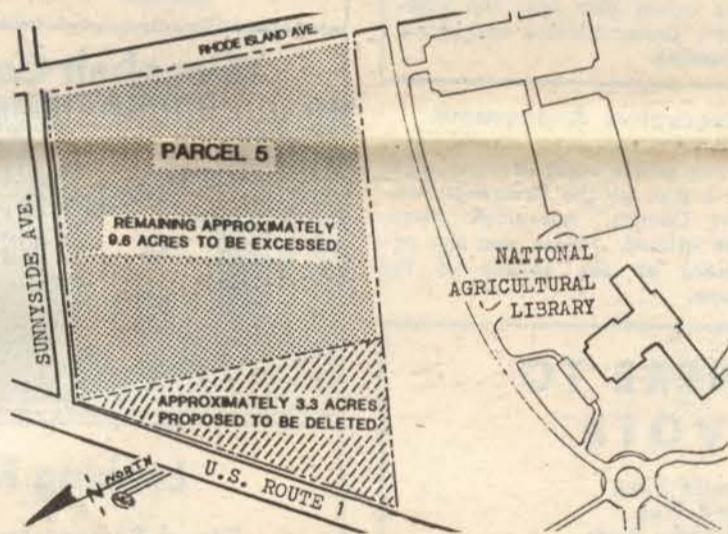 RHODE ISLAND AVE.
PARCEL 5
REMAINING APPROXIMATELY
9.6 ACRES TO BE EXCESSED
SUNNYSIDE AVE.
NATIONAL
AGRICULTURAL
LIBRARY
APPROXIMATELY 3.3 ACRES
PROPOSED TO BE DELETED
N NORTH
U.S. ROUTE 1